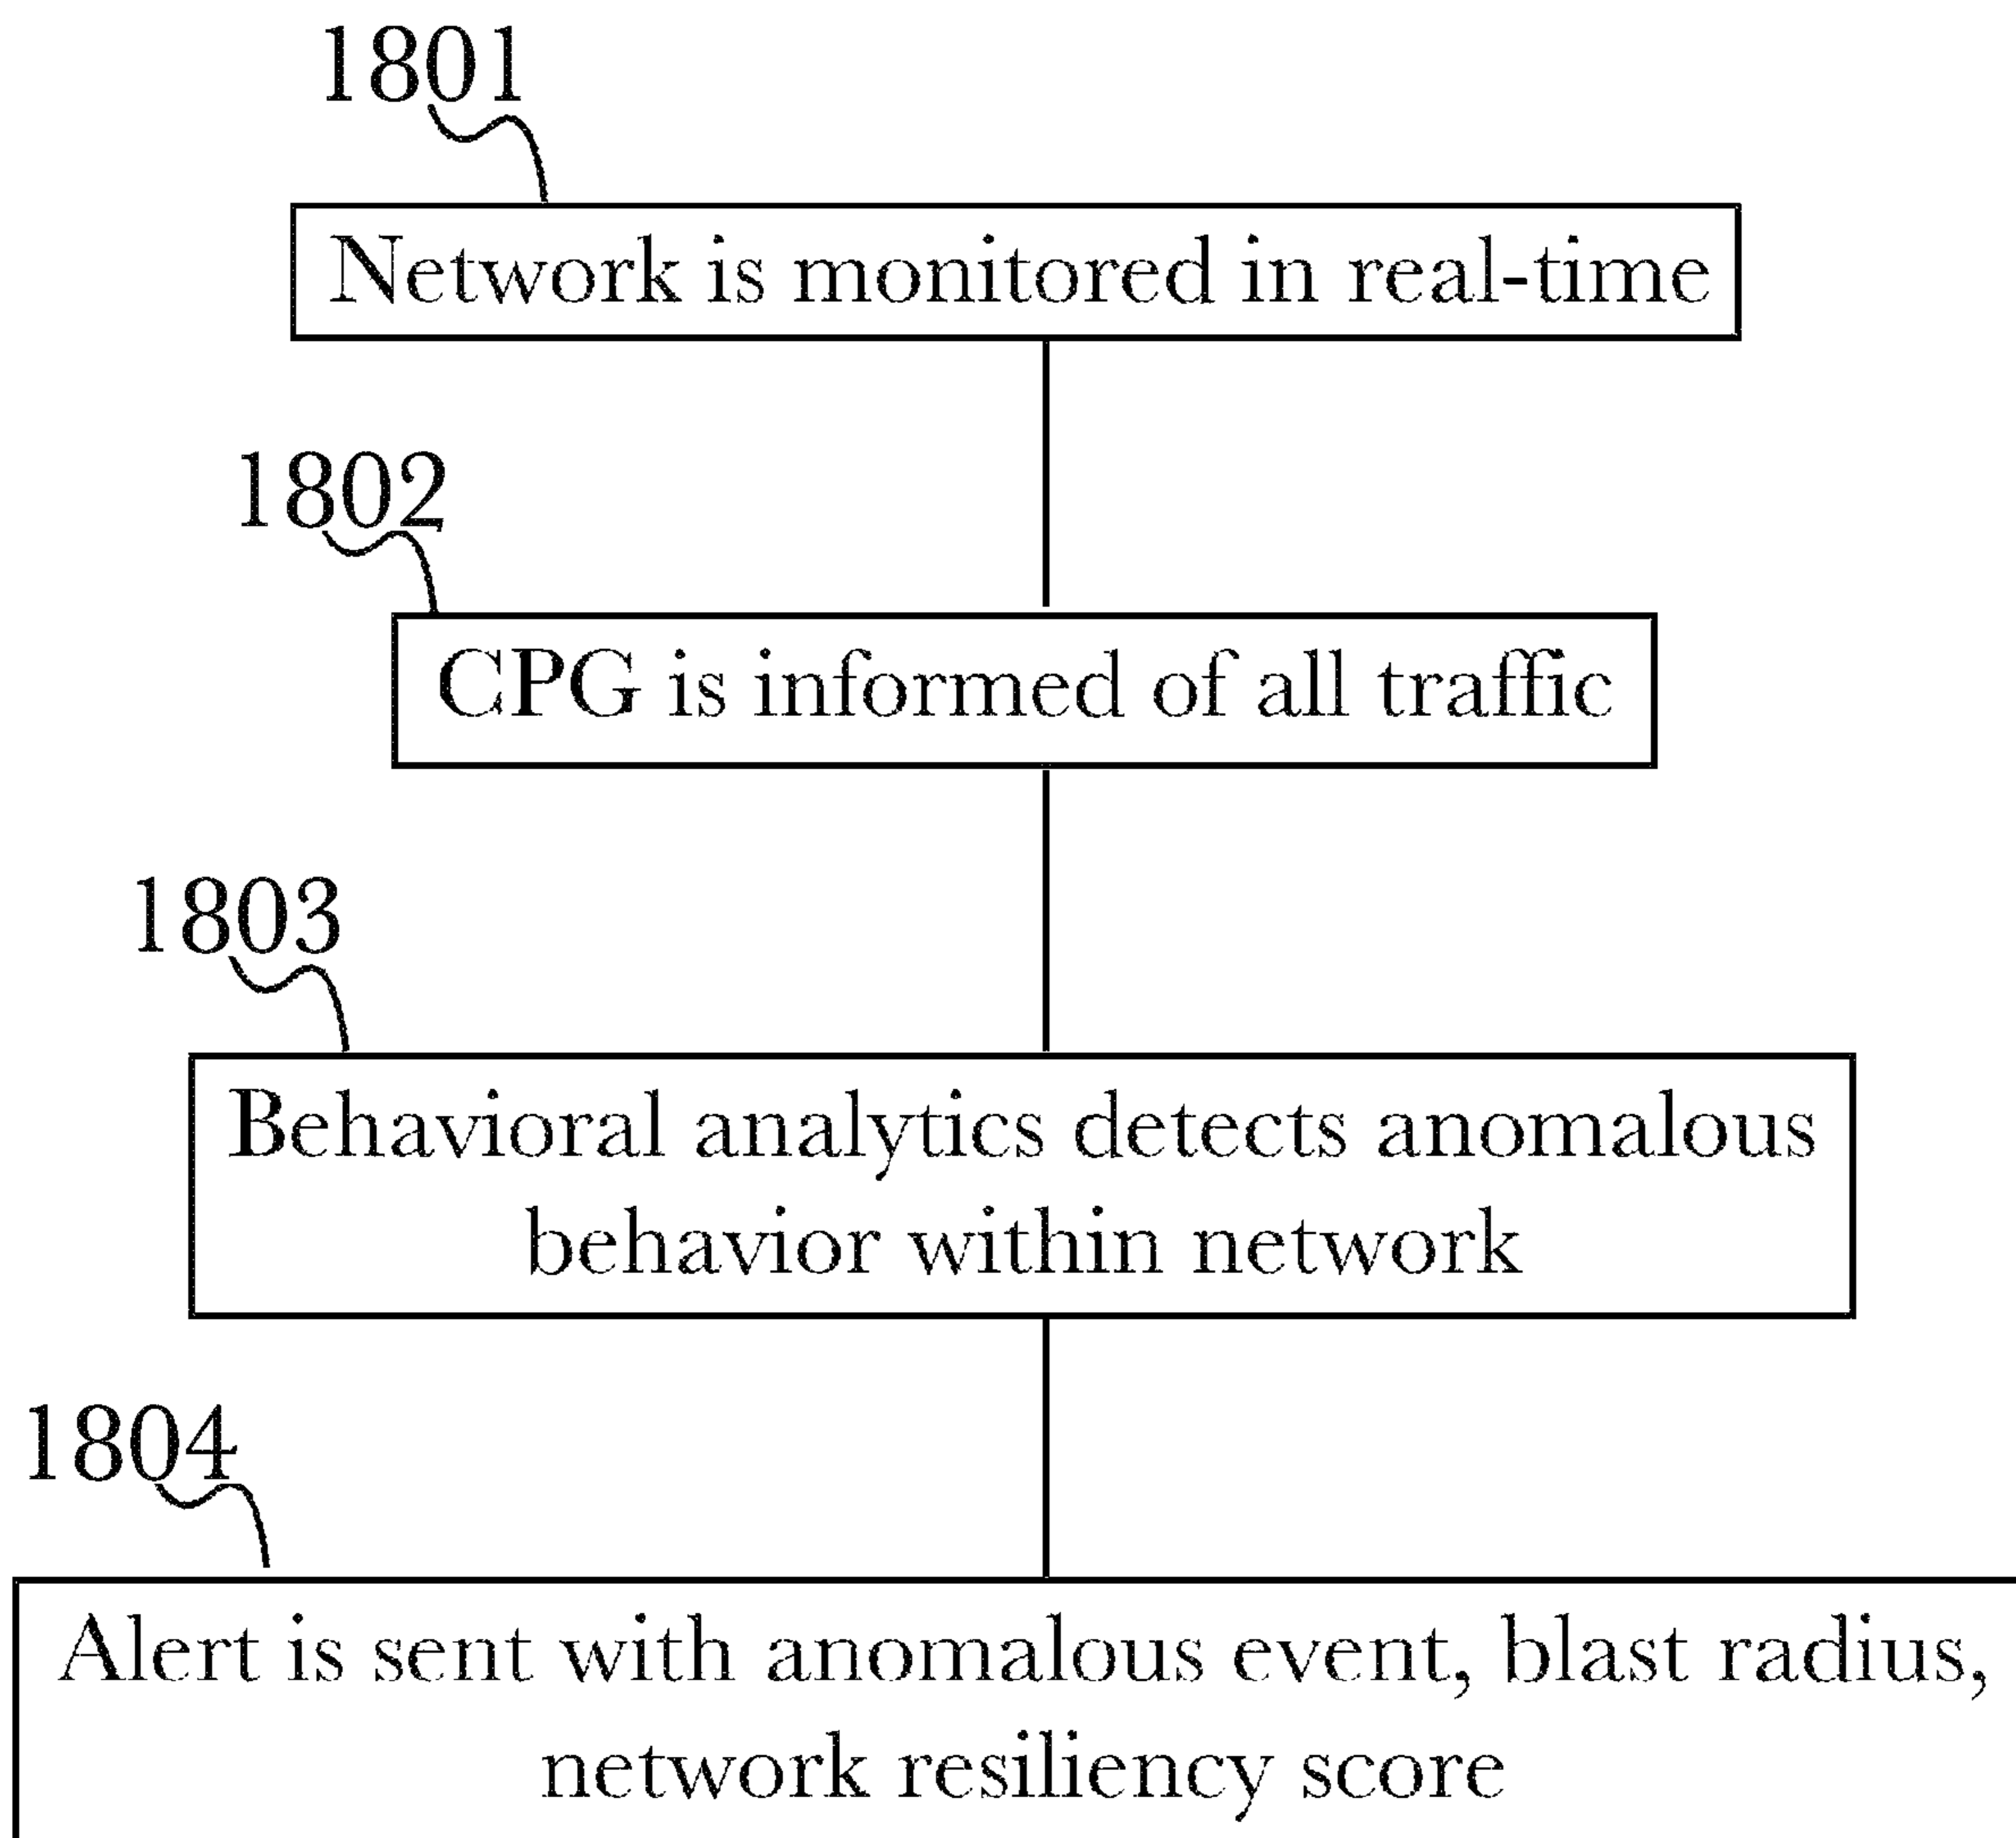 1801
Network is monitored in real-time
1802
CPG is informed of all traffic
1803
Behavioral analytics detects anomalous
behavior within network
1804
Alert is sent with anomalous event, blast radius,
network resiliency score